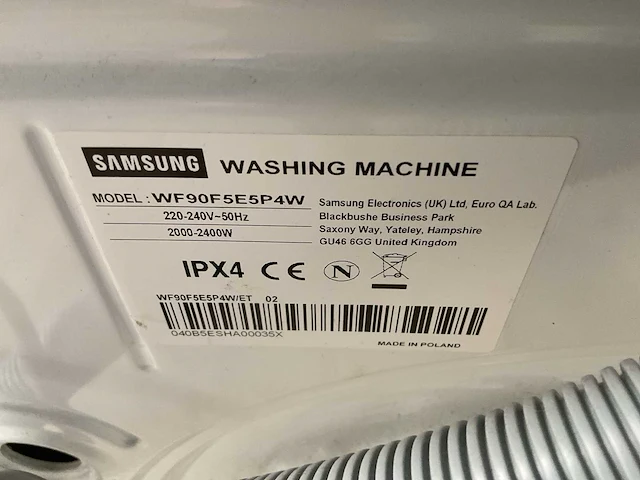 SAMSUNG WASHING MACHINE
MODEL : WF90F5E5P4W
220-240V~50Hz
2000-2400W
Samsung Electronics (UK) Ltd, Euro QA Lab.
Blackbushe Business Park
Saxony Way, Yateley, Hampshire
GU46 6GG United Kingdom
IPX4 CE N
WF90F5E5P4W/ET 02
040B5ESHA00035X
MADE IN POLAND